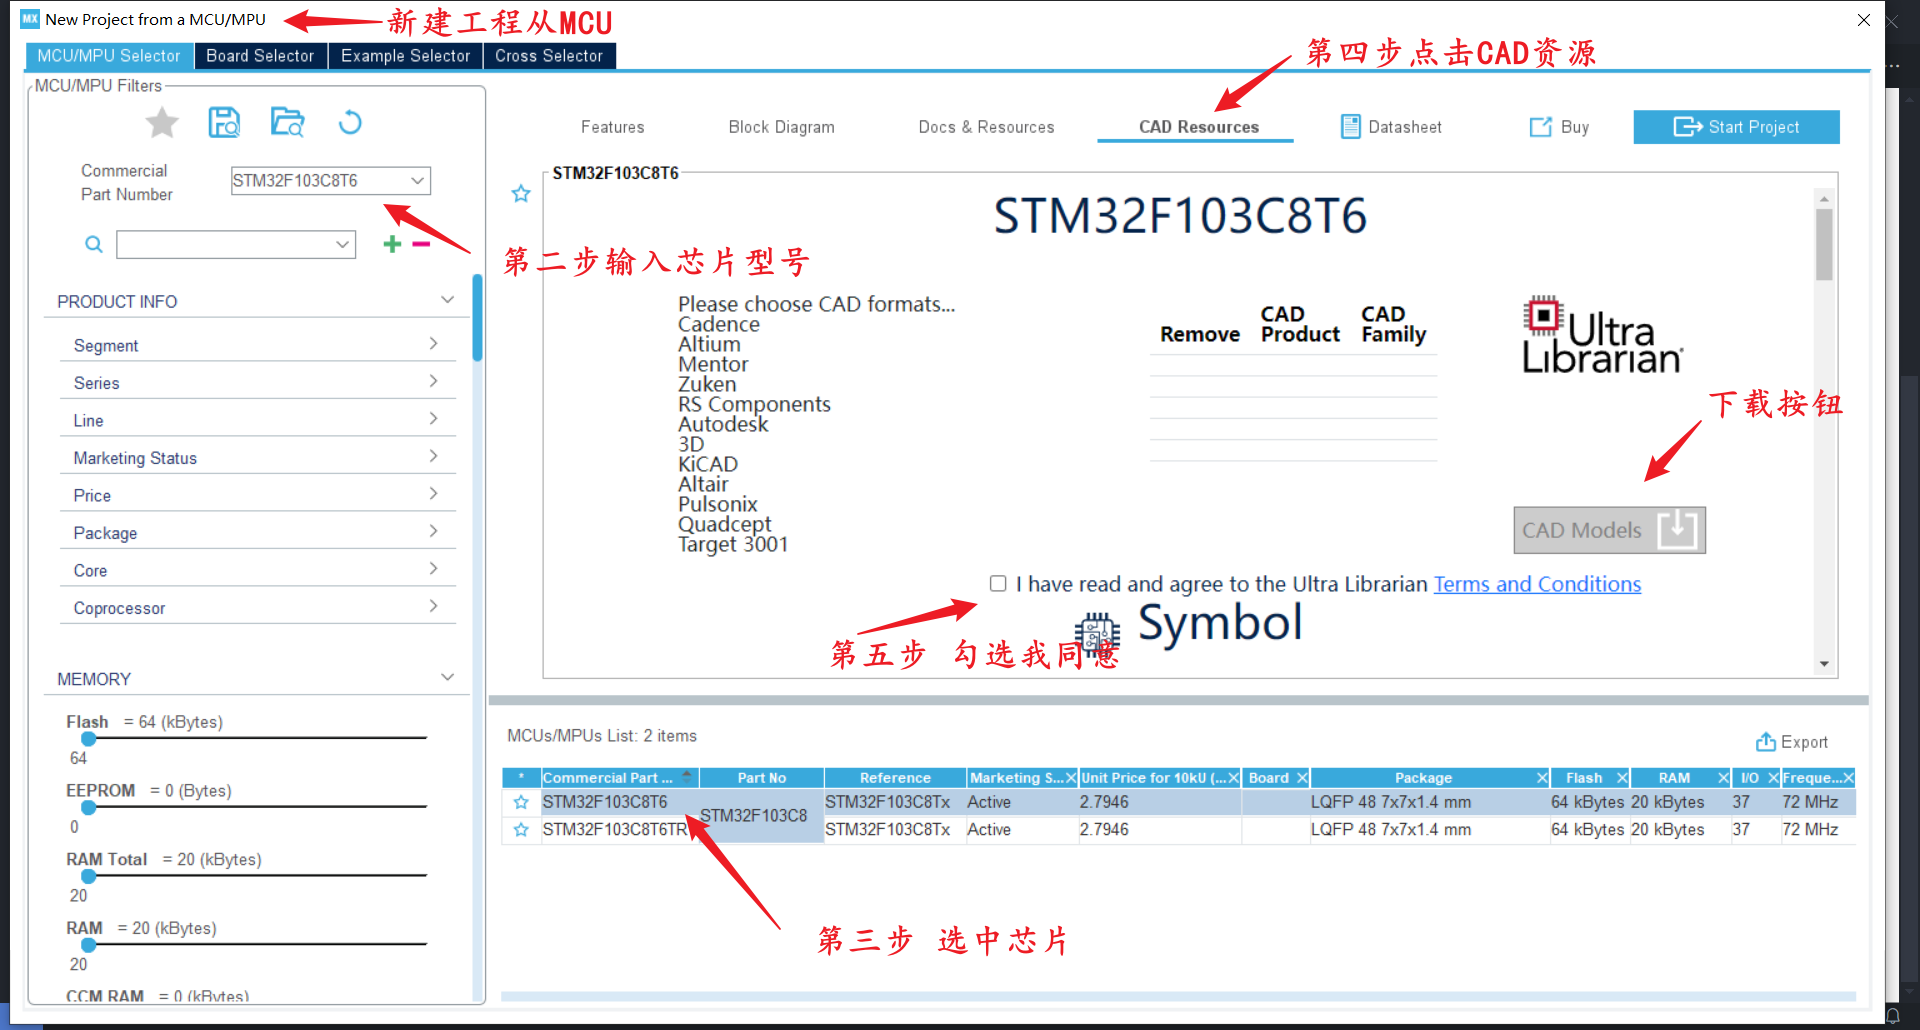 MX New Project from a MCU/MPU
新建工程从MCU
MCU/MPU Selector
Board Selector
Example Selector
Cross Selector
第四步点击CAD资源
MCU/MPU Filters
Features
Block Diagram
Docs & Resources
CAD Resources
Datasheet
Buy
Start Project
Commercial
Part Number
STM32F103C8T6
第二步输入芯片型号
PRODUCT INFO
Segment
Series
Line
Marketing Status
Price
Package
Core
Coprocessor
MEMORY
Flash = 64 (kBytes)
64
EEPROM = 0 (Bytes)
0
RAM Total = 20 (kBytes)
20
RAM = 20 (kBytes)
20
CCM RAM = 0 (kBytes)
STM32F103C8T6
STM32F103C8T6
Please choose CAD formats...
Cadence
Altium
Mentor
Zuken
RS Components
Autodesk
3D
KiCAD
Altair
Pulsonix
Quadcept
Target 3001
Remove
CAD Product
CAD Family
Ultra
Librarian
下载按钮
CAD Models
I have read and agree to the Ultra Librarian Terms and Conditions
Symbol
第五步 勾选我同意
MCUs/MPUs List: 2 items
Export
* Commercial Part ... Part No Reference Marketing S... Unit Price for 10kU (... Board Package Flash RAM I/O Freque...
STM32F103C8T6 STM32F103C8 STM32F103C8Tx Active 2.7946 LQFP 48 7x7x1.4 mm 64 kBytes 20 kBytes 37 72 MHz
STM32F103C8T6TR STM32F103C8Tx Active 2.7946 LQFP 48 7x7x1.4 mm 64 kBytes 20 kBytes 37 72 MHz
第三步 选中芯片